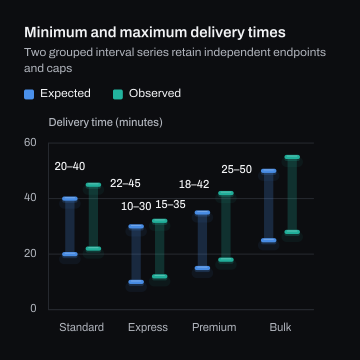 Minimum and maximum delivery times
Two grouped interval series retain independent endpoints
and caps
Expected
Observed
Delivery time (minutes)
60
20–40
25–50
22–45
18–42
40
10–30
15–35
20
0
Standard
Express
Premium
Bulk